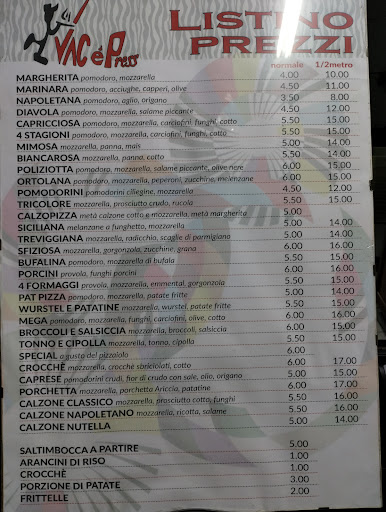 VAC é Press
LISTINO PREZZI
normale 1/2metro
MARGHERITA pomodoro, mozzarella 4.00 10.00
MARINARA pomodoro, acciughe, capperi, olive 4.50 11.00
NAPOLETANA pomodoro, aglio, origano 3.50 8.00
DIAVOLA pomodoro, mozzarella, salame piccante 4.50 12.00
CAPRICCIOSA pomodoro, mozzarella, carciofini, funghi, cotto 5.50 15.00
4 STAGIONI pomodoro, mozzarella, carciofini, funghi, cotto 5.50 15.00
MIMOSA mozzarella, panna, mais 5.00 14.00
BIANCAROSA mozzarella, panna, cotto 5.50 15.00
POLIZIOTTA pomodoro, mozzarella, salame piccante, olive nere 6.00 15.00
ORTOLANA pomodoro, mozzarella, peperroni, zucchine, melenzane 6.00 15.00
POMODORINI pomodorini ciliegine, mozzarella 4.50 12.00
TRICOLORE mozzarella, prosciutto crudo, rucola 5.50 15.00
CALZOPIZZA metà calzone cotto e mozzarella, metà margherita 5.00
SICILIANA melanzane a funghetto, mozzarella 5.00 14.00
TREVIGGIANA mozzarella, radicchio, scaglie di parmigiano 5.00 14.00
SFIZIOSA mozzarella, gorgonzola, zucchine, grana 6.00 16.00
BUFALINA pomodoro, mozzarella di bufala 5.50 15.00
PORCINI provola, funghi porcini 6.00 16.00
4 FORMAGGI provola, mozzarella, emmental, gorgonzola 5.50 15.00
PAT PIZZA pomodoro, mozzarella, patate fritte 5.00 14.00
WURSTEL E PATATINE mozzarella, wurstel, patate fritte 5.50 15.00
MEGA pomodoro, mozzarella, funghi, carciofini, olive, cotto 6.00 16.00
BROCCOLI E SALSICCIA mozzarella, broccoli, salsiccia 5.50 15.00
TONNO E CIPOLLA mozzarella, tonno, cipolla 5.50 15.00
SPECIAL a gusto del pizzaiolo 6.00
CROCCHÈ mozzarella, crocchè sbriciolati, cotto 6.00 17.00
CAPRESE pomodorini crudi, fior di crudo con sale, olio, origano 5.50 15.00
PORCHETTA mozzarella, porchetta Ariccia, patatine 6.00 17.00
CALZONE CLASSICO mozzarella, prosciutto cotto, funghi 5.50 16.00
CALZONE NAPOLETANO mozzarella, ricotta, salame 5.50 16.00
CALZONE NUTELLA 5.00 14.00
SALTIMBOCCA A PARTIRE 5.00
ARANCINI DI RISO 1.00
CROCCHÈ 1.00
PORZIONE DI PATATE 3.00
FRITTELLE 2.00